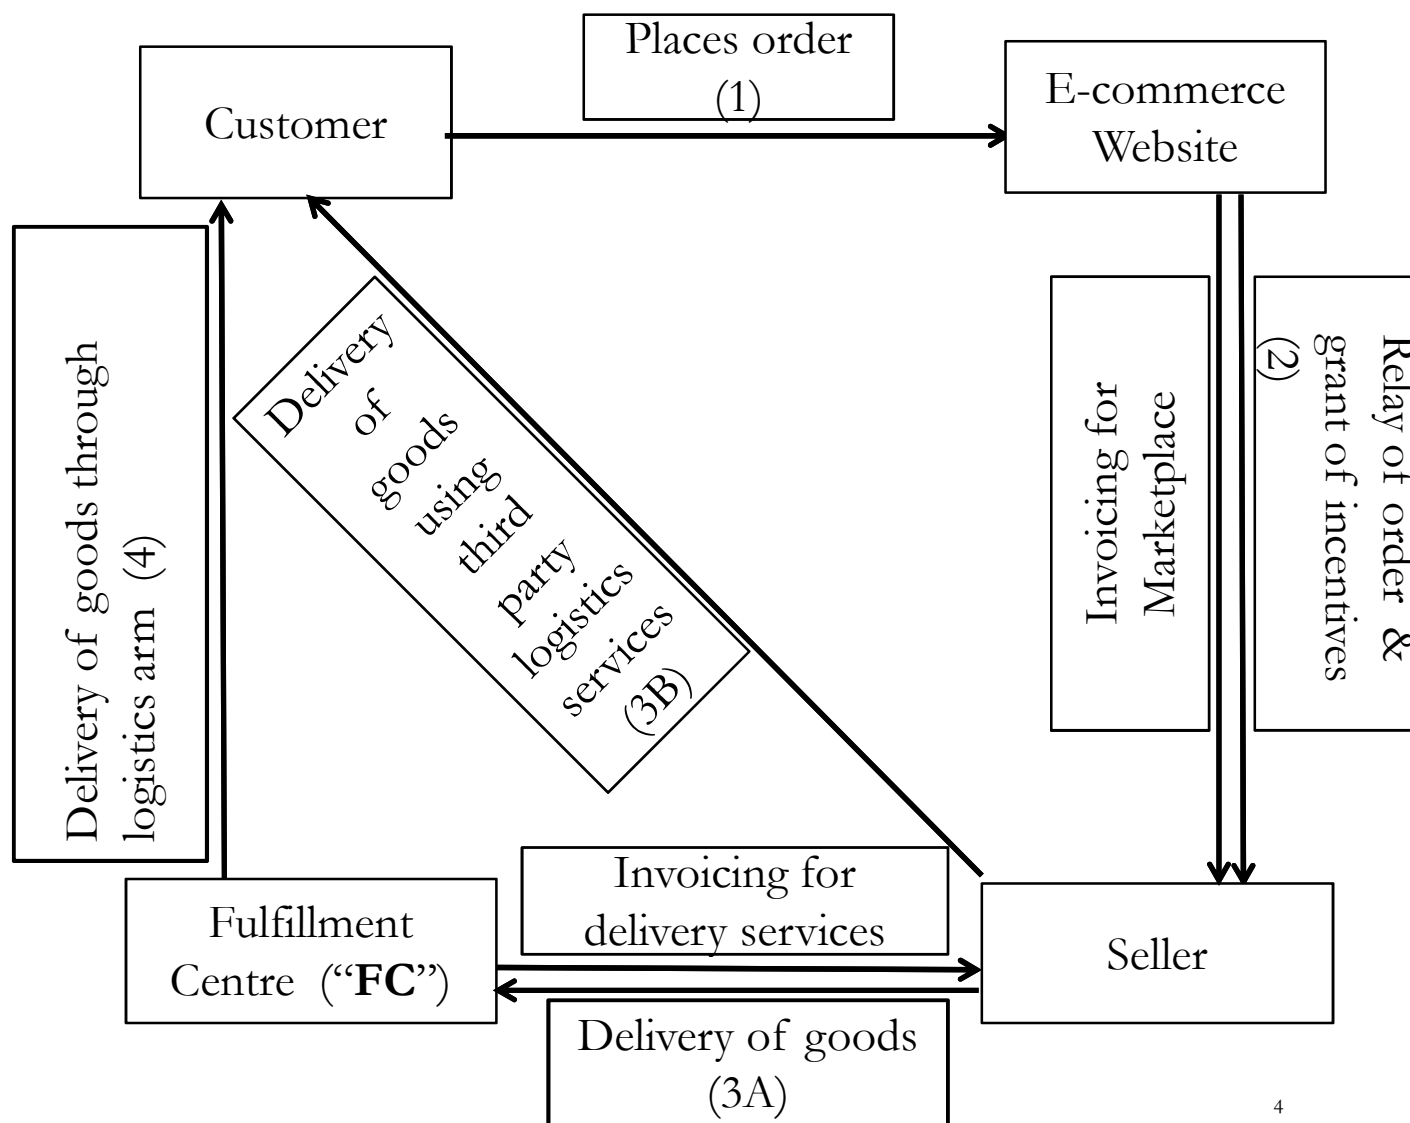 Places order
(1)
Customer
E-commerce
Website
Delivery of goods through
logistics arm (4)
Delivery
of
goods
using
third
party
logistics
services
(3B)
Invoicing for
Marketplace
Relay of order &
grant of incentives
(2)
Invoicing for
delivery services
Fulfillment
Centre (“FC”)
Seller
Delivery of goods
(3A)
4